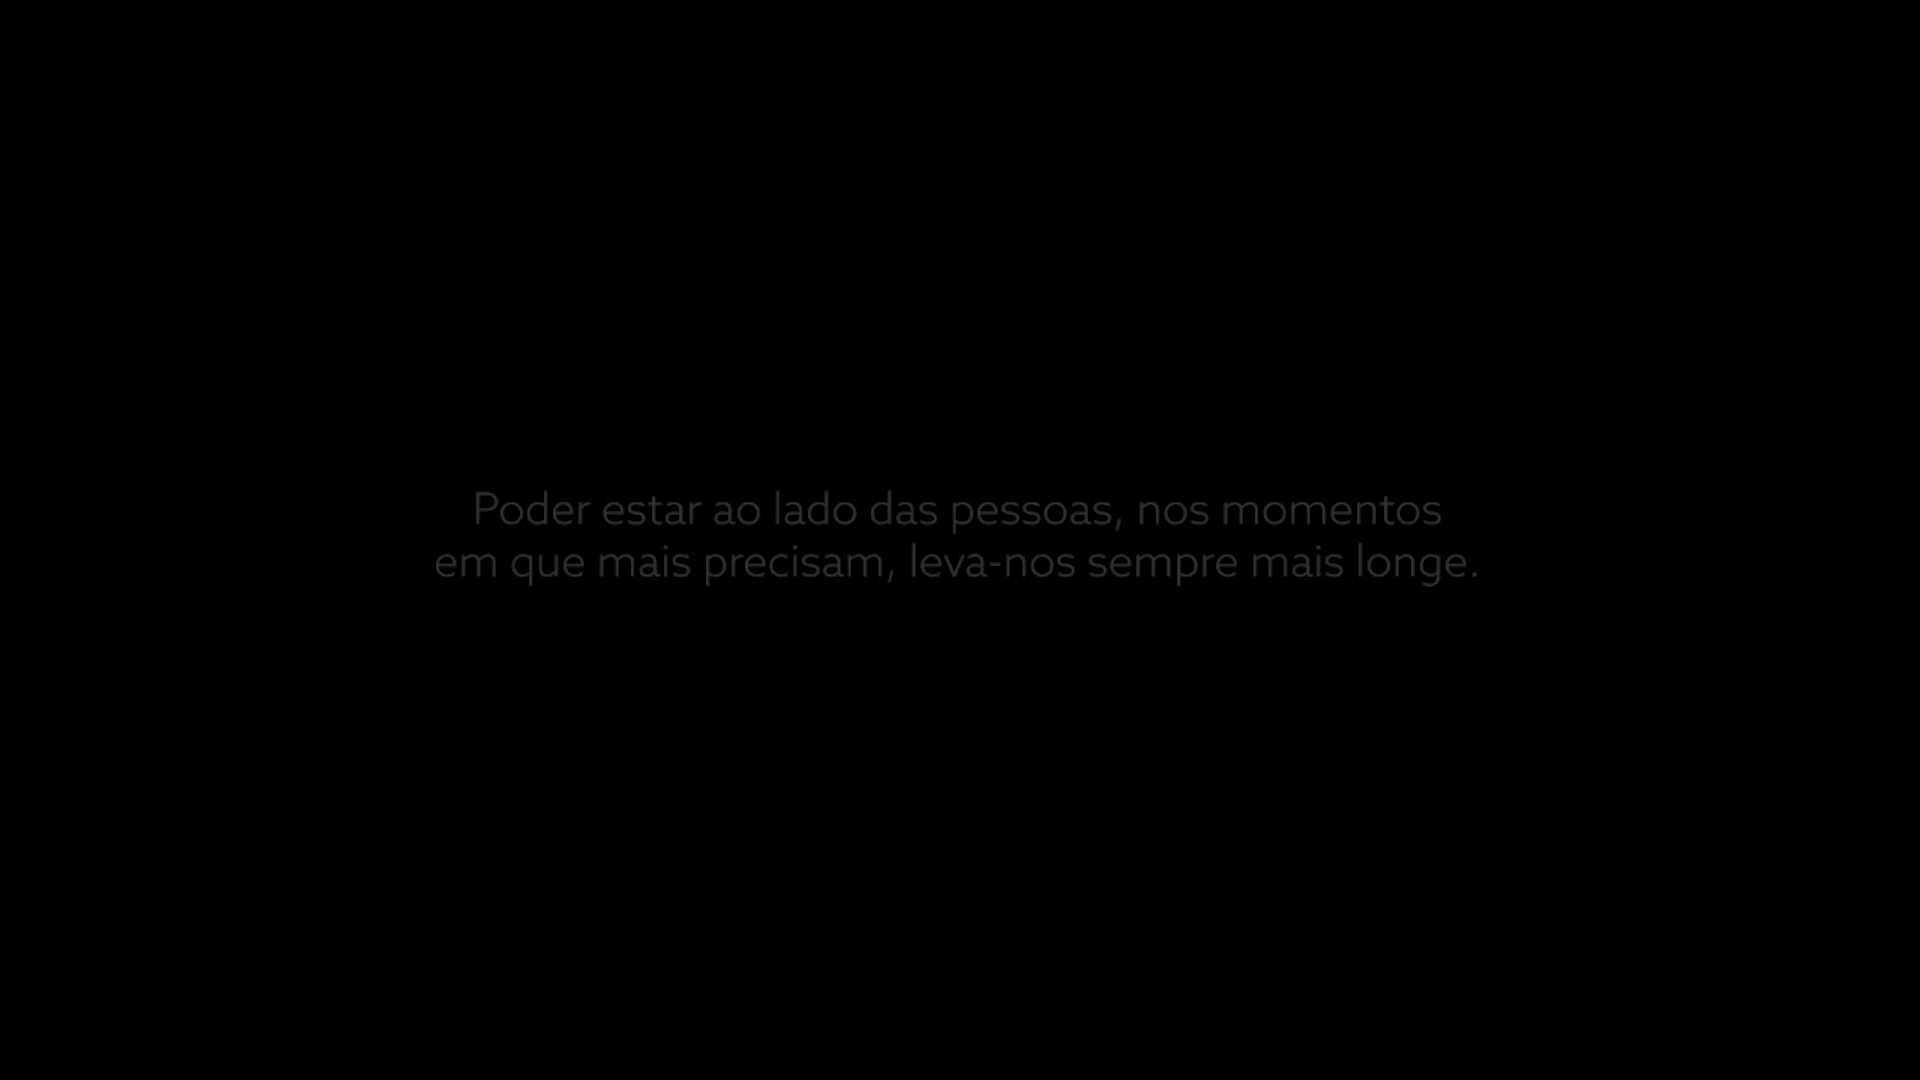 Poder estar ao lado das pessoas, nos momentos
em que mais precisam, leva-nos sempre mais longe.